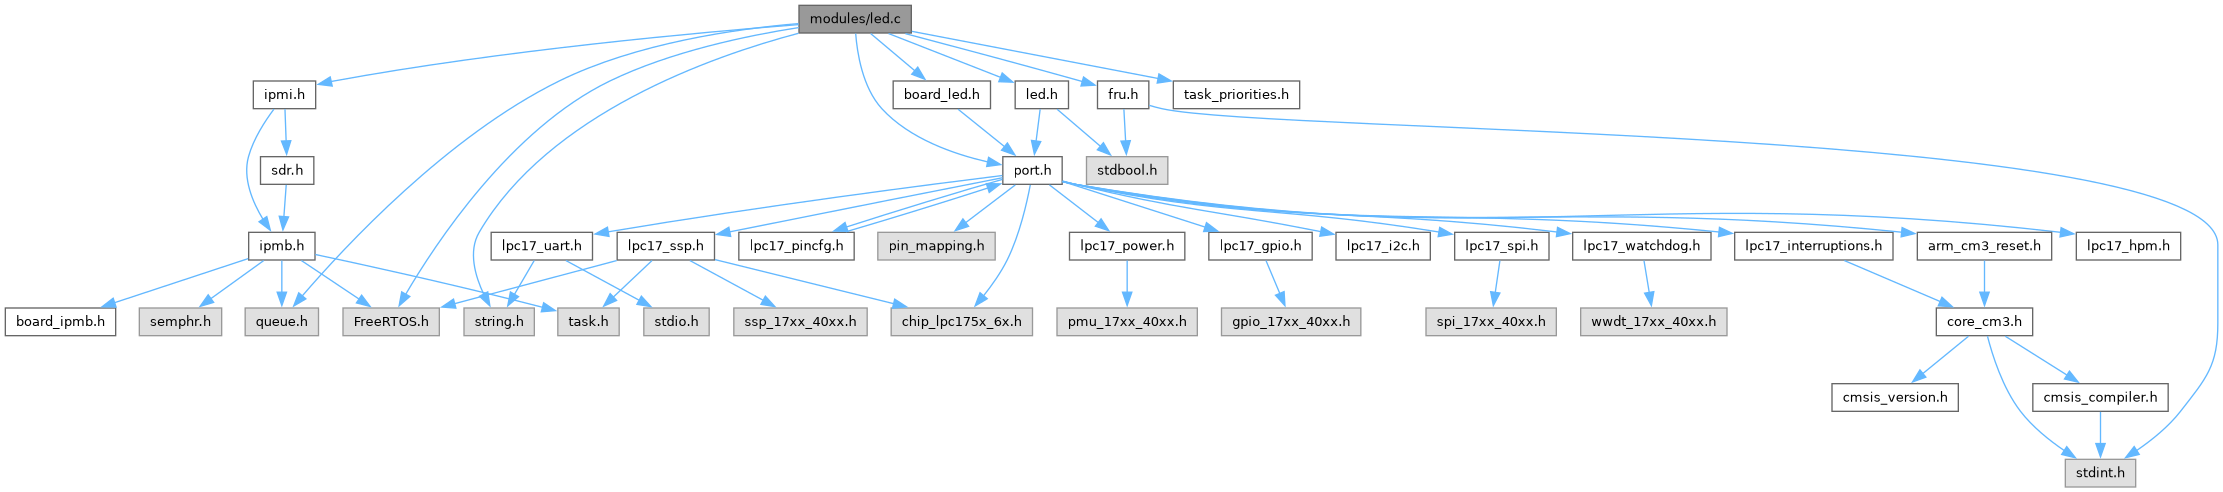 modules/led.c
ipmi.h
board_led.h
led.h
fru.h
task_priorities.h
sdr.h
port.h
stdbool.h
ipmb.h
lpc17_uart.h
lpc17_ssp.h
lpc17_pincfg.h
pin_mapping.h
lpc17_power.h
lpc17_gpio.h
lpc17_i2c.h
lpc17_spi.h
lpc17_watchdog.h
lpc17_interruptions.h
arm_cm3_reset.h
lpc17_hpm.h
board_ipmb.h
semphr.h
queue.h
FreeRTOS.h
string.h
task.h
stdio.h
ssp_17xx_40xx.h
chip_lpc175x_6x.h
pmu_17xx_40xx.h
gpio_17xx_40xx.h
spi_17xx_40xx.h
wwdt_17xx_40xx.h
core_cm3.h
cmsis_version.h
cmsis_compiler.h
stdint.h